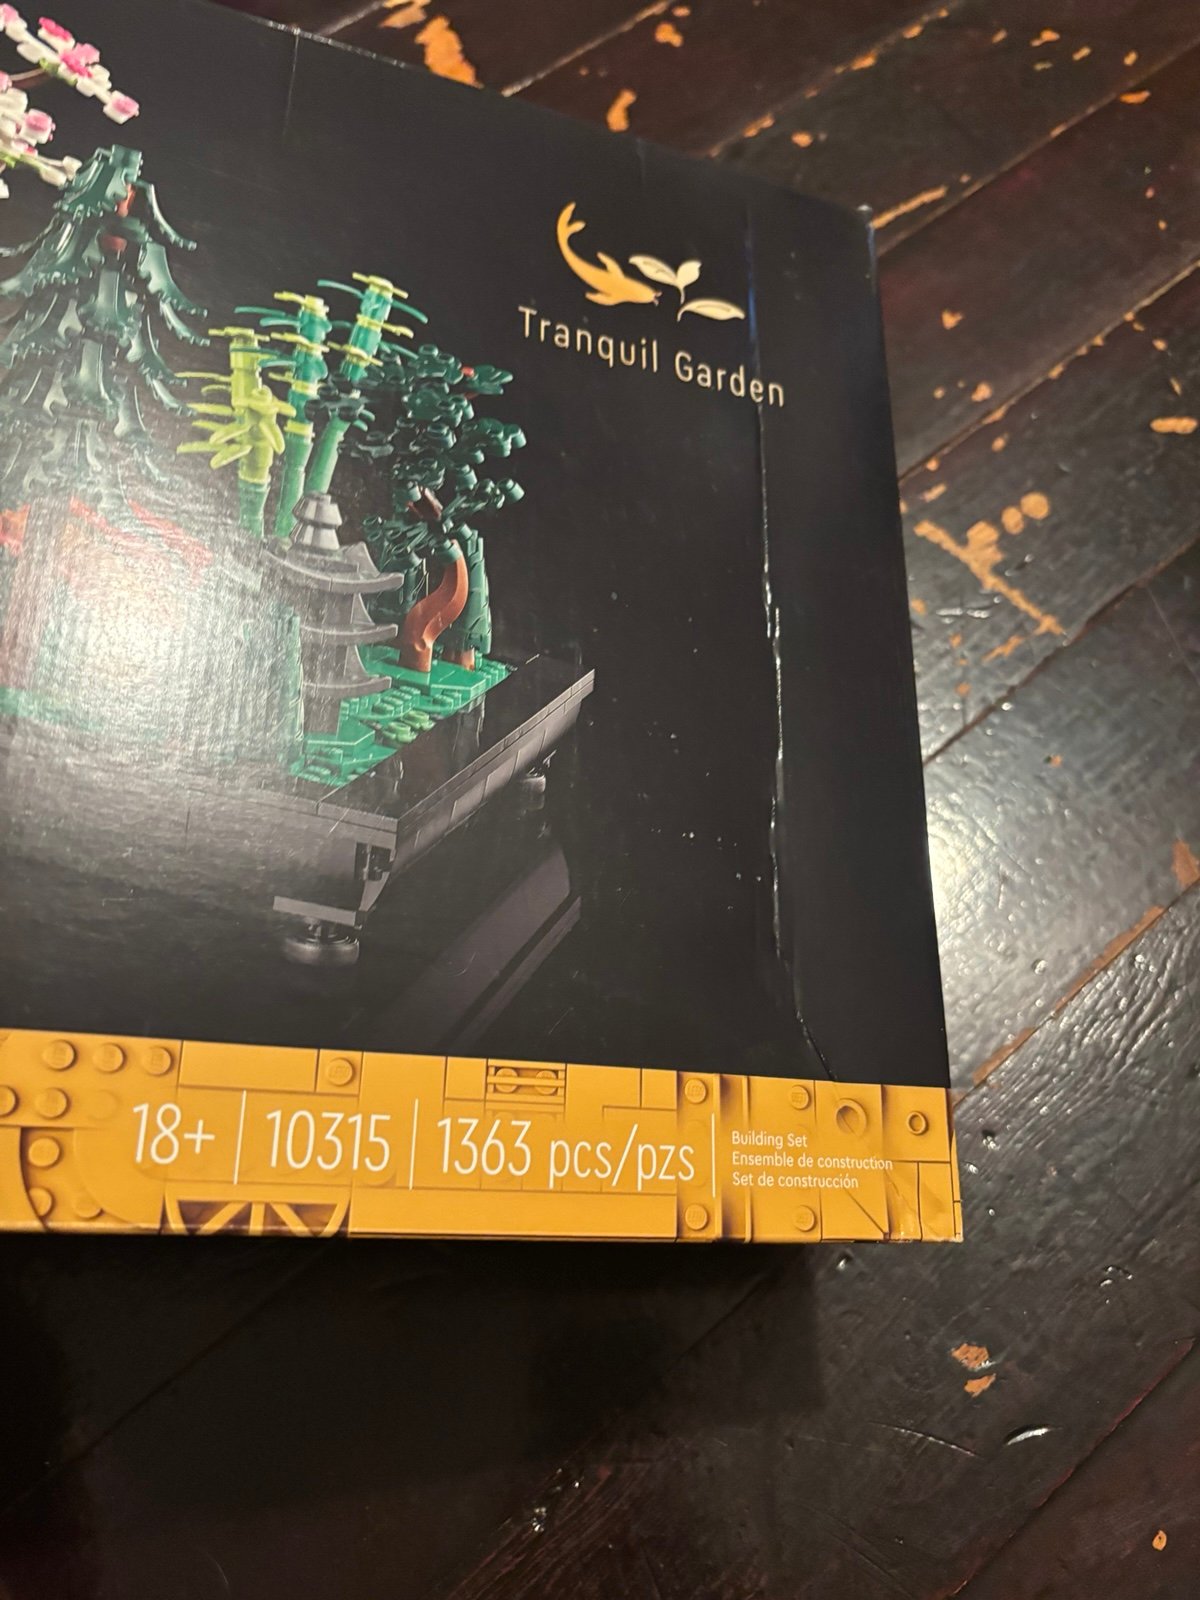 Tranquil Garden
18+ | 10315 | 1363 pcs/pzs
Building Set
Ensemble de construction
Set de construcción